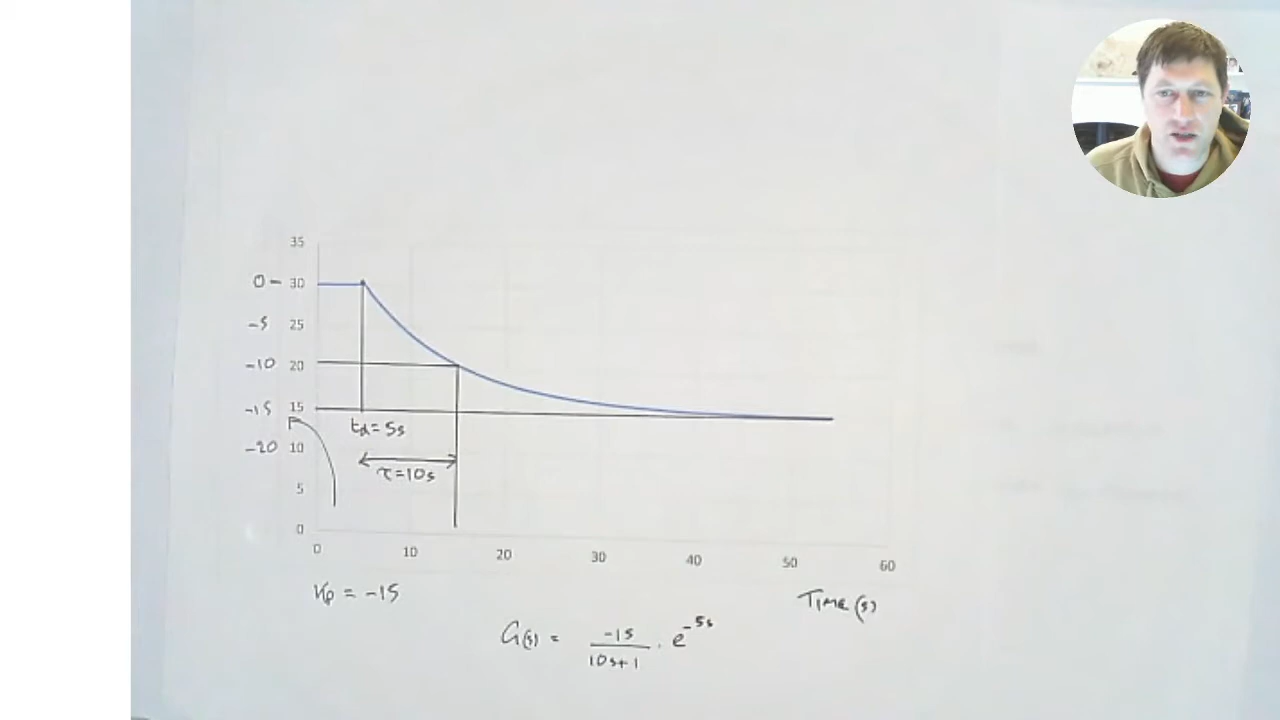 35
0- 30
-5 25
-10 20
-15 15
td=5s
-20 10
τ=10s
5
0
0 10 20 30 40 50 60
Kp = -15
TIME (s)
G(s) = -15 / 10s+1 . e^-5s